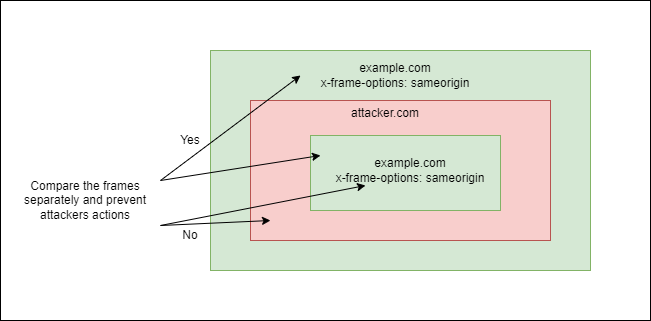 example.com
x-frame-options: sameorigin
attacker.com
Yes
example.com
x-frame-options: sameorigin
Compare the frames
separately and prevent
attackers actions
No